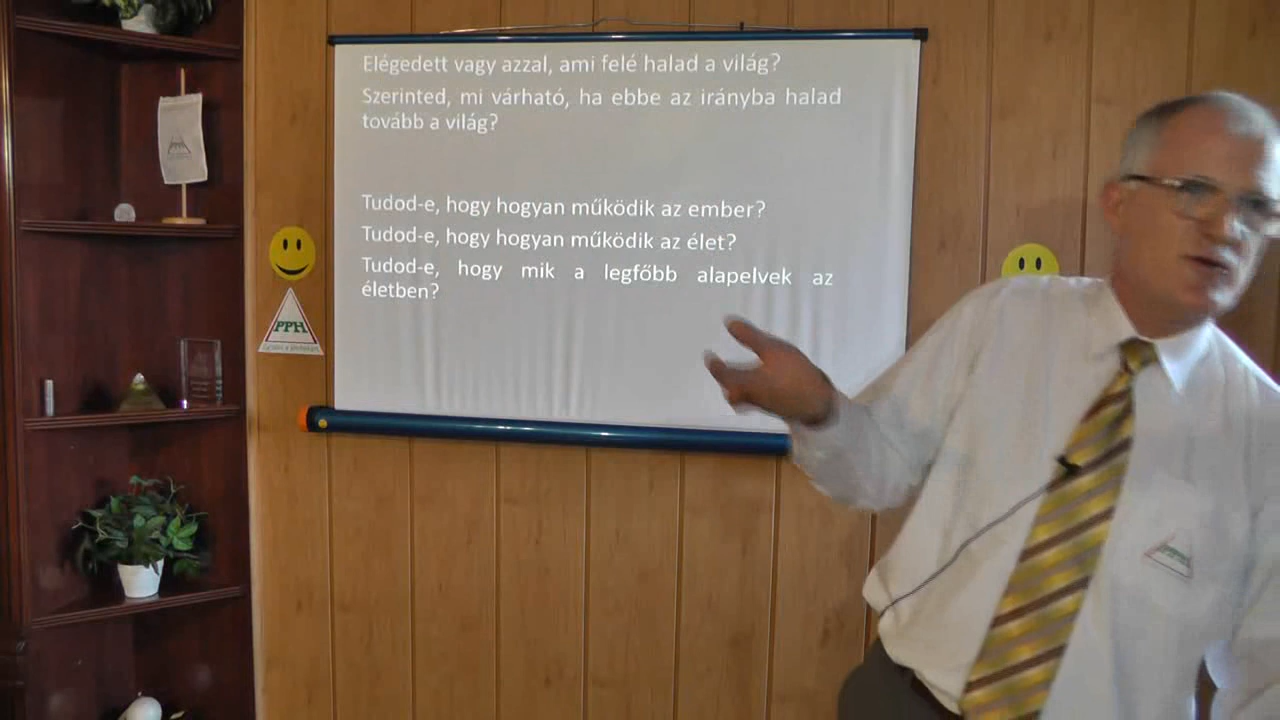 Elégedett vagy azzal, ami felé halad a világ?
Szerinted, mi várható, ha ebbe az irányba halad
tovább a világ?
Tudod-e, hogy hogyan működik az ember?
Tudod-e, hogy hogyan működik az élet?
Tudod-e, hogy mik a legfőbb alapelvek az
életben?
PPH
PPH